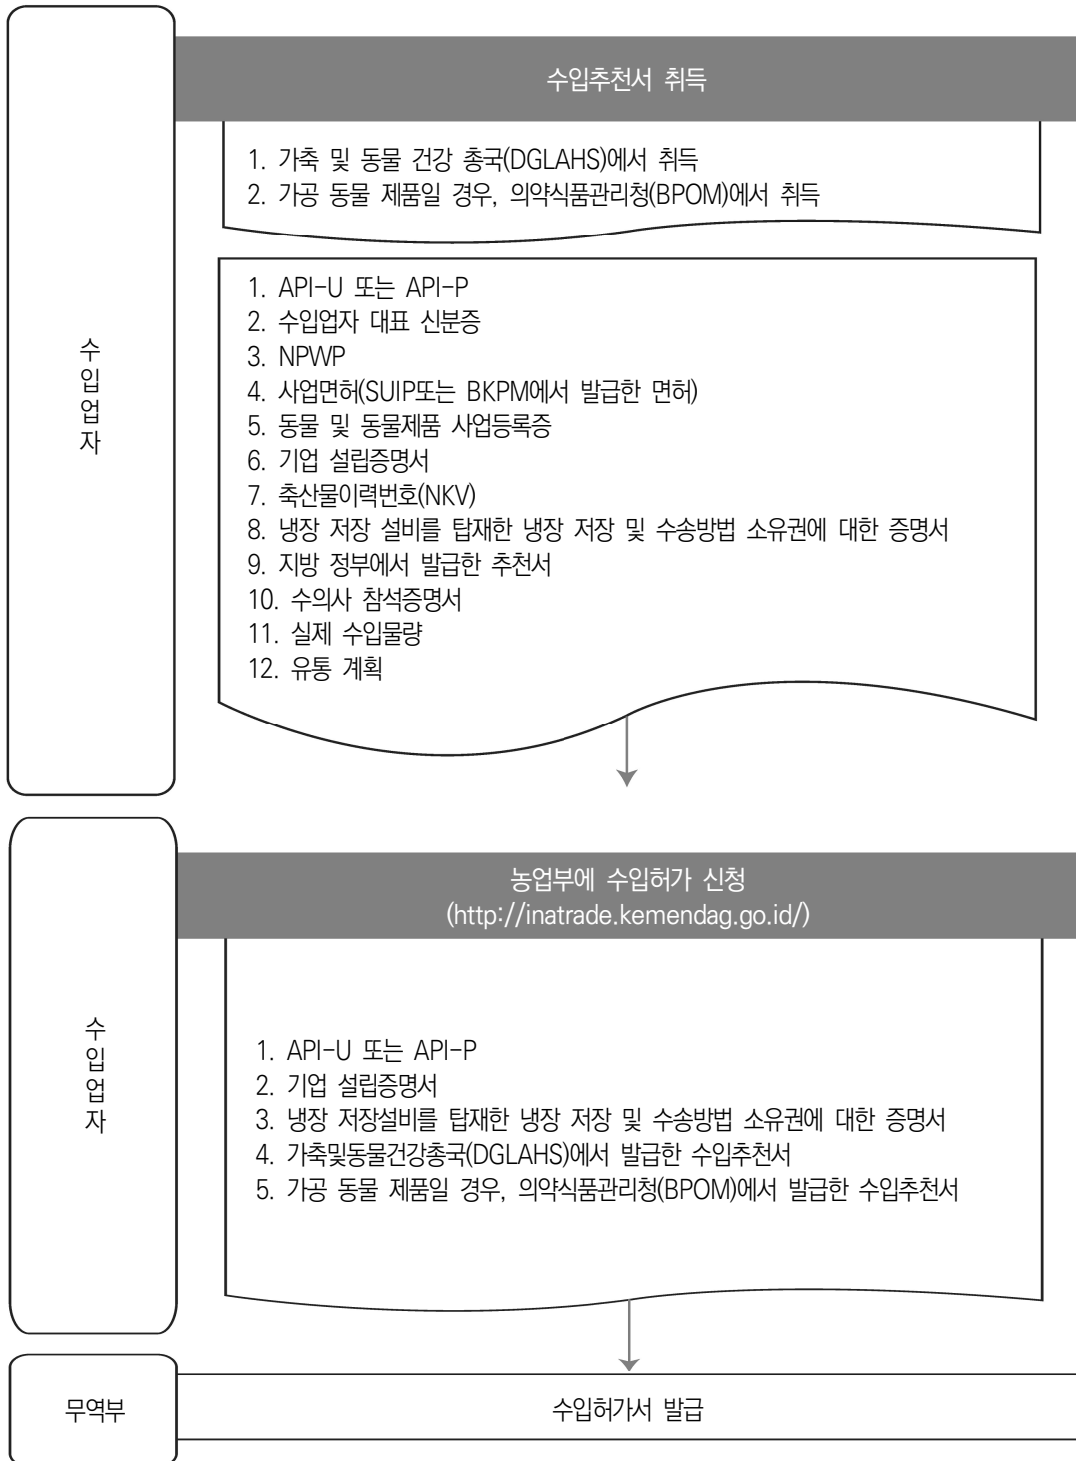 수입업자
수입추천서 취득
1. 가축 및 동물 건강 총국(DGLAHS)에서 취득
2. 가공 동물 제품일 경우, 의약식품관리청(BPOM)에서 취득
1. API-U 또는 API-P
2. 수입업자 대표 신분증
3. NPWP
4. 사업면허(SUIP또는 BKPM에서 발급한 면허)
5. 동물 및 동물제품 사업등록증
6. 기업 설립증명서
7. 축산물이력번호(NKV)
8. 냉장 저장 설비를 탑재한 냉장 저장 및 수송방법 소유권에 대한 증명서
9. 지방 정부에서 발급한 추천서
10. 수의사 참석증명서
11. 실제 수입물량
12. 유통 계획
수입업자
농업부에 수입허가 신청
(http://inatrade.kemendag.go.id/)
1. API-U 또는 API-P
2. 기업 설립증명서
3. 냉장 저장설비를 탑재한 냉장 저장 및 수송방법 소유권에 대한 증명서
4. 가축및동물건강총국(DGLAHS)에서 발급한 수입추천서
5. 가공 동물 제품일 경우, 의약식품관리청(BPOM)에서 발급한 수입추천서
무역부
수입허가서 발급